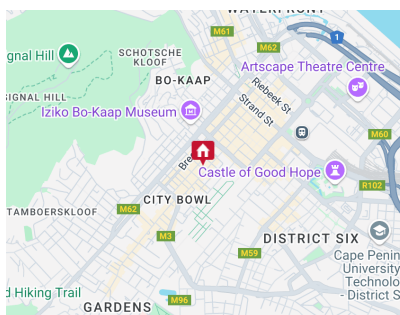 WATERFRONT
M61
M62
1
SCHOTSCHE
KLOOF
ignal Hill
Artscape Theatre Centre
BO-KAAP
Riebeek St
SIGNAL HILL
Strand St
Iziko Bo-Kaap Museum
M60
Bre
Castle of Good Hope
R102
CITY BOWL
TAMBOERSKLOOF
M62
M3
DISTRICT SIX
M59
Cape Penin
University
Technolo
- District S
d Hiking Trail
M96
GARDENS